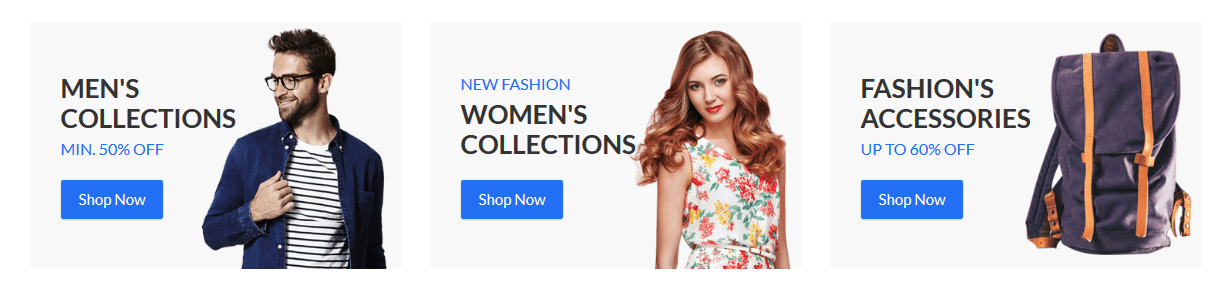 MEN'S
COLLECTIONS
MIN. 50% OFF
Shop Now
NEW FASHION
WOMEN'S
COLLECTIONS
Shop Now
FASHION'S
ACCESSORIES
UP TO 60% OFF
Shop Now